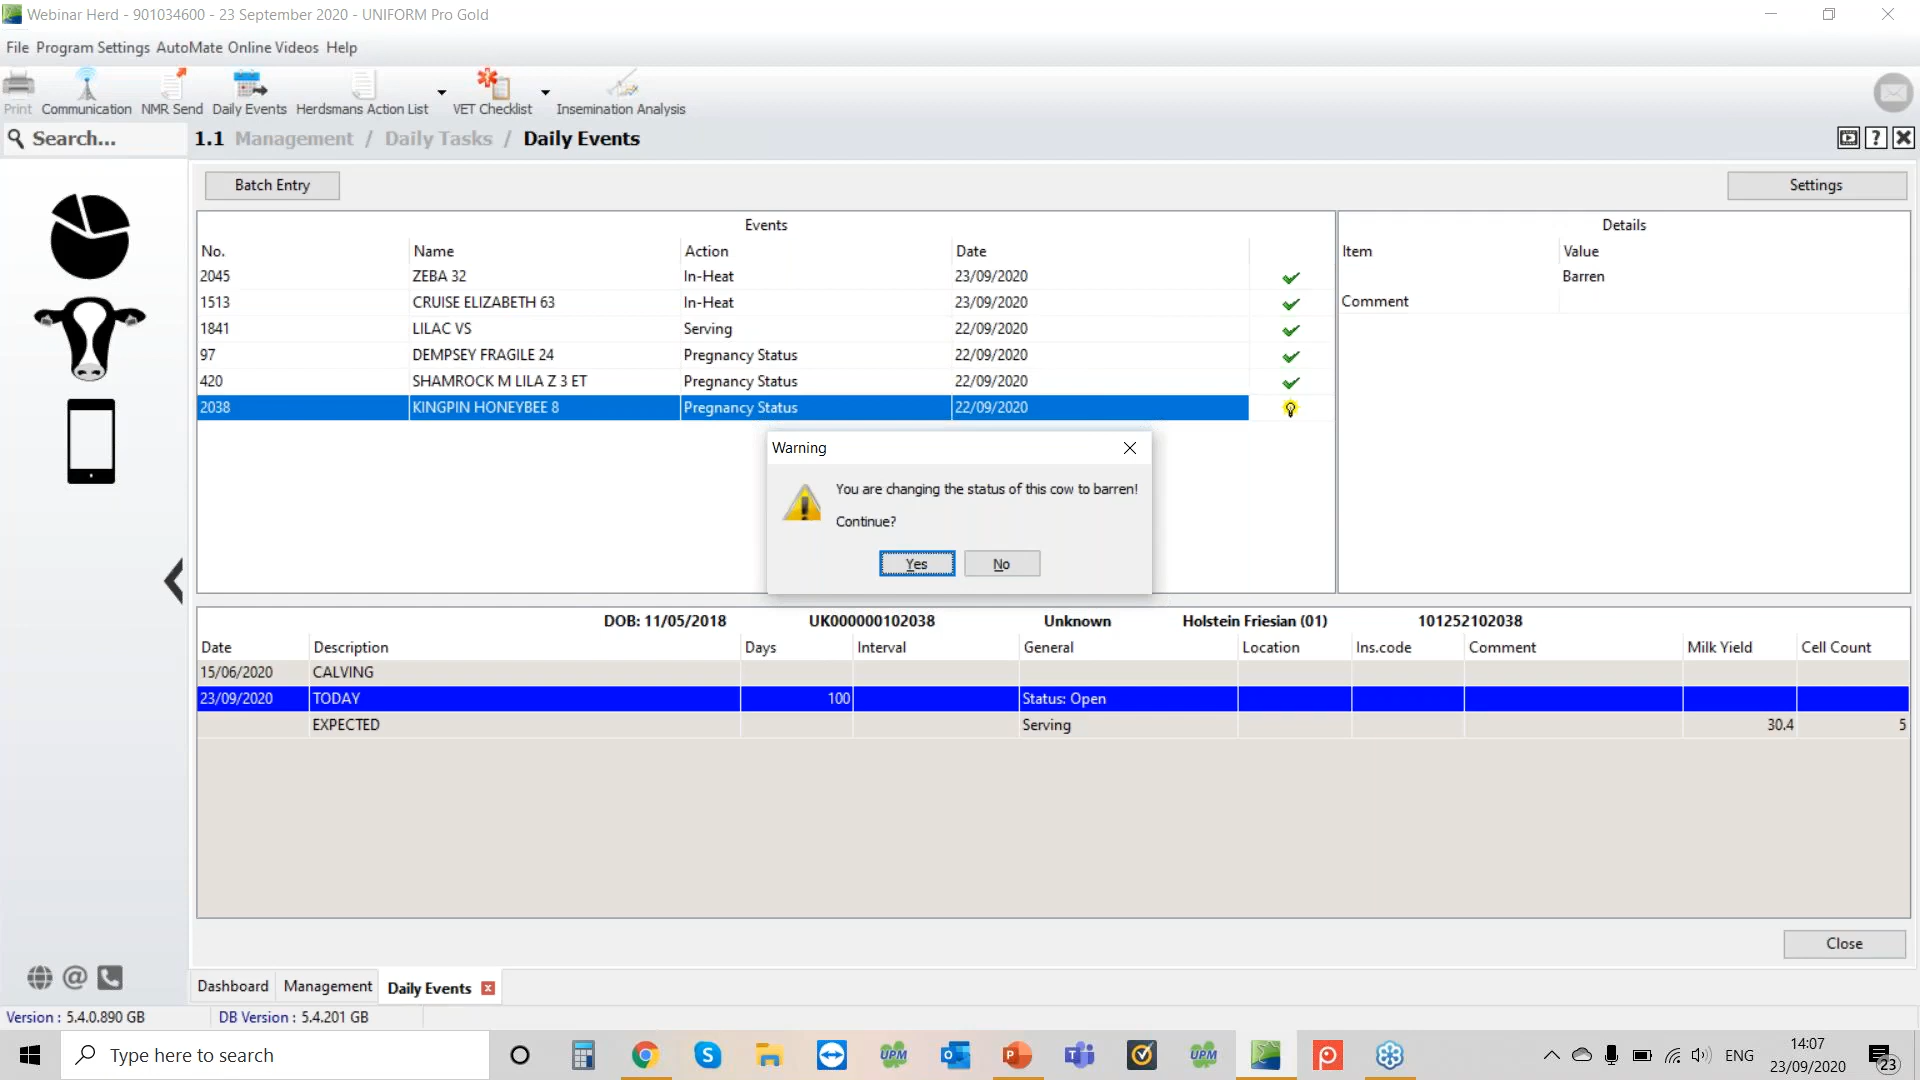 Webinar Herd - 901034600 - 23 September 2020 - UNIFORM Pro Gold
File Program Settings AutoMate Online Videos Help
Print Communication NMR Send Daily Events Herdsmans Action List VET Checklist Insemination Analysis
Search... 1.1 Management / Daily Tasks / Daily Events
Batch Entry Settings
Events Details
No. Name Action Date Item Value
2045 ZEBA 32 In-Heat 23/09/2020 Barren
1513 CRUISE ELIZABETH 63 In-Heat 23/09/2020 Comment
1841 LILAC VS Serving 22/09/2020
97 DEMPSEY FRAGILE 24 Pregnancy Status 22/09/2020
420 SHAMROCK M LILA Z 3 ET Pregnancy Status 22/09/2020
2038 KINGPIN HONEYBEE 8 Pregnancy Status 22/09/2020
Warning
You are changing the status of this cow to barren!
Continue?
Yes No
DOB: 11/05/2018 UK000000102038 Unknown Holstein Friesian (01) 101252102038
Date Description Days Interval General Location Ins.code Comment Milk Yield Cell Count
15/06/2020 CALVING
23/09/2020 TODAY 100 Status: Open
EXPECTED Serving 30.4 5
Close
Dashboard Management Daily Events
Version : 5.4.0.890 GB DB Version : 5.4.201 GB
Type here to search UPM UPM ENG 14:07
23/09/2020 23